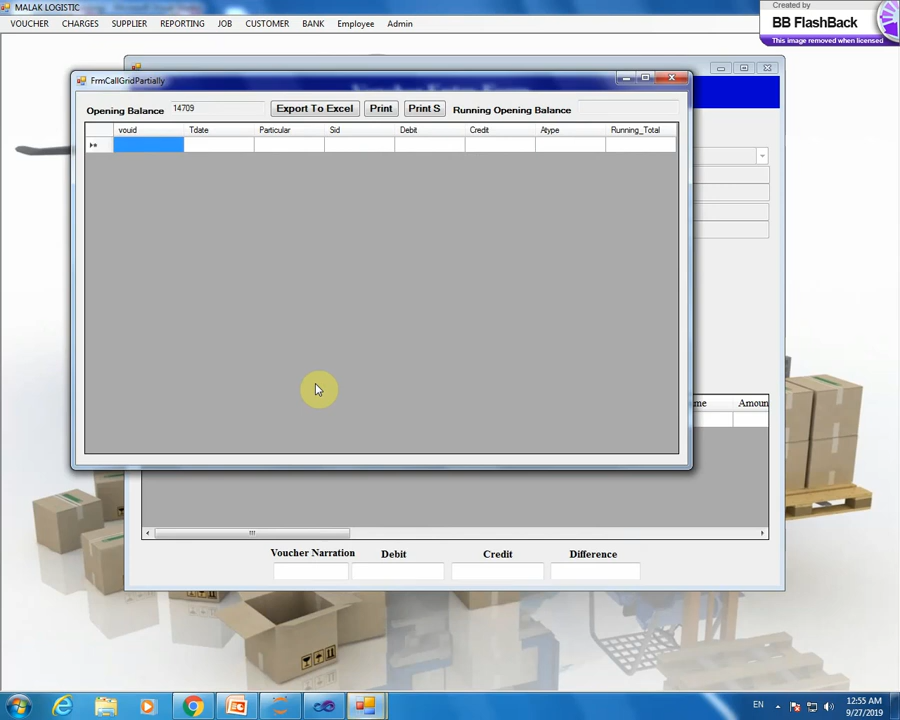 MALAK LOGISTIC
Created by
BB FlashBack
This image removed when licensed
VOUCHER CHARGES SUPPLIER REPORTING JOB CUSTOMER BANK Employee Admin
FrmCallGridPartially
Opening Balance 14709 Export To Excel Print Print S Running Opening Balance
vouid Tdate Particular Sid Debit Credit Atype Running_Total
me Amoun
Voucher Narration Debit Credit Difference
EN 12:55 AM
9/27/2019